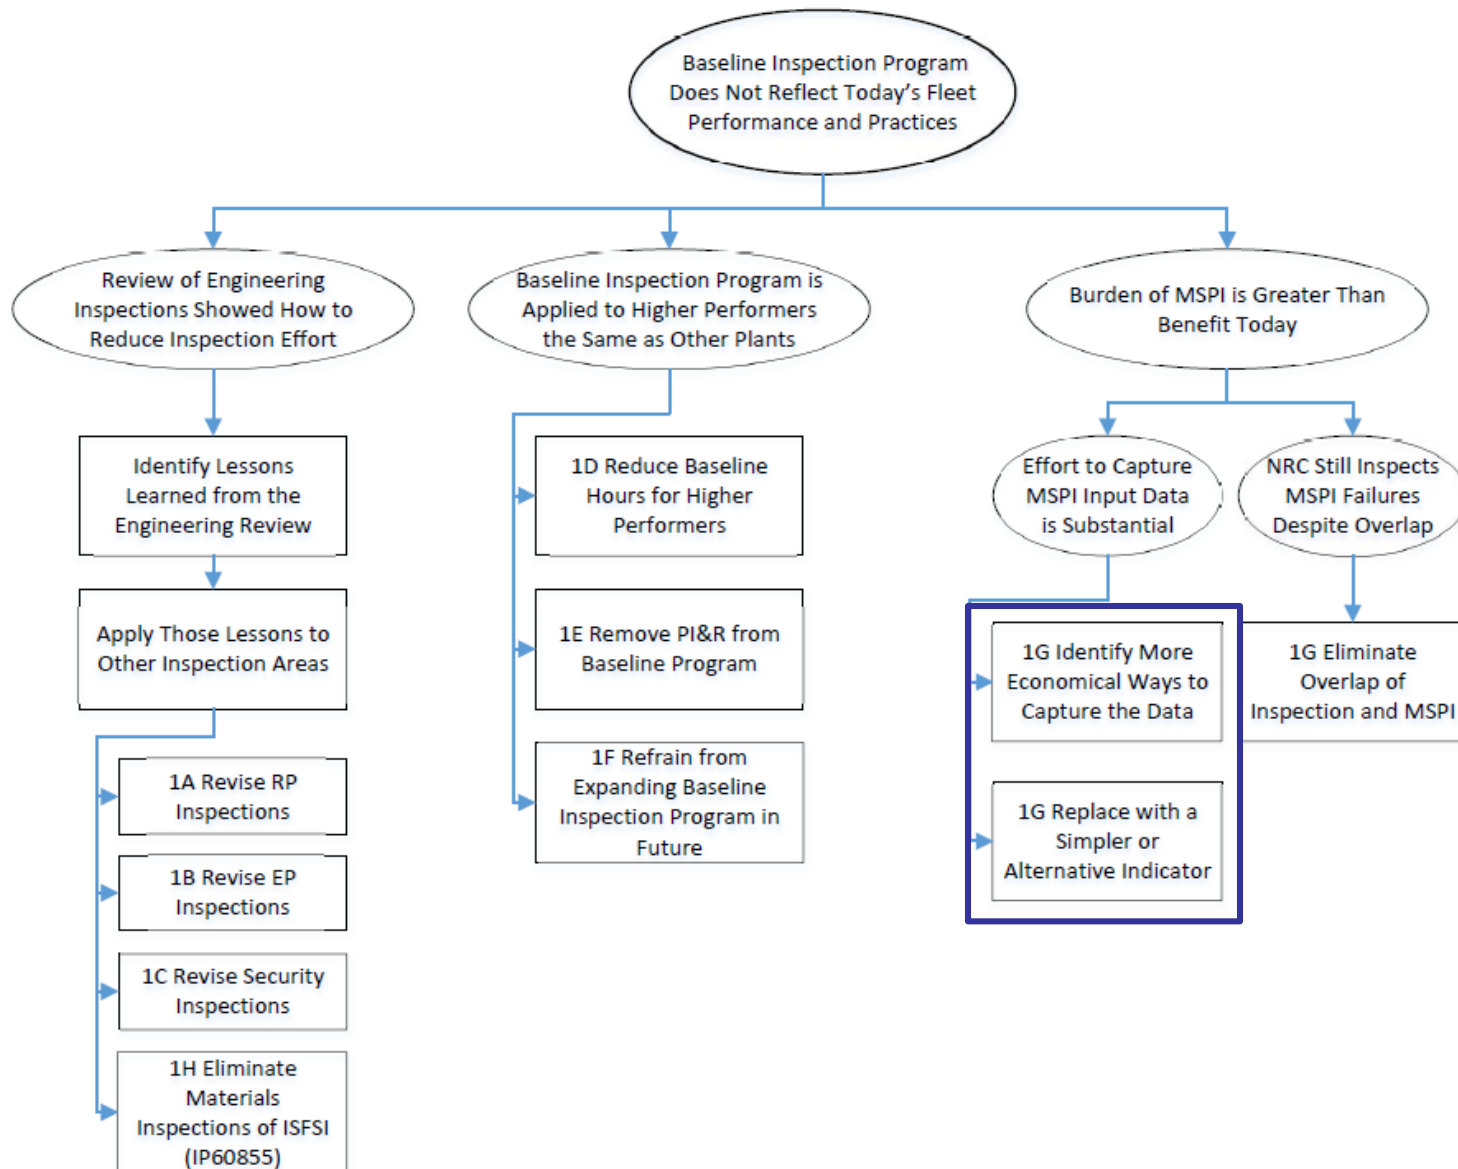 Baseline Inspection Program
Does Not Reflect Today's Fleet
Performance and Practices
Review of Engineering
Inspections Showed How to
Reduce Inspection Effort
Baseline Inspection Program is
Applied to Higher Performers
the Same as Other Plants
Burden of MSPI is Greater Than
Benefit Today
Identify Lessons
Learned from the
Engineering Review
1D Reduce Baseline
Hours for Higher
Performers
Effort to Capture
MSPI Input Data
is Substantial
NRC Still Inspects
MSPI Failures
Despite Overlap
Apply Those Lessons to
Other Inspection Areas
1E Remove PI&R from
Baseline Program
1G Identify More
Economical Ways to
Capture the Data
1G Eliminate
Overlap of
Inspection and MSPI
1A Revise RP
Inspections
1F Refrain from
Expanding Baseline
Inspection Program in
Future
1G Replace with a
Simpler or
Alternative Indicator
1B Revise EP
Inspections
1C Revise Security
Inspections
1H Eliminate
Materials
Inspections of ISFSI
(IP60855)